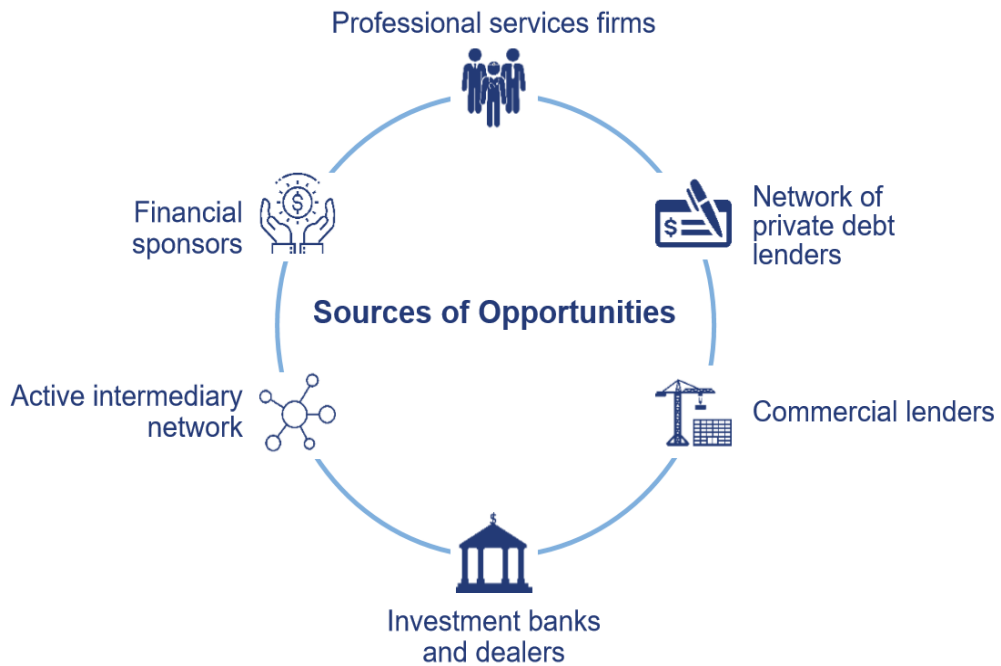 Professional services firms
Financial
sponsors
Network of
private debt
lenders
Sources of Opportunities
Active intermediary
network
Commercial lenders
Investment banks
and dealers
$
$
$